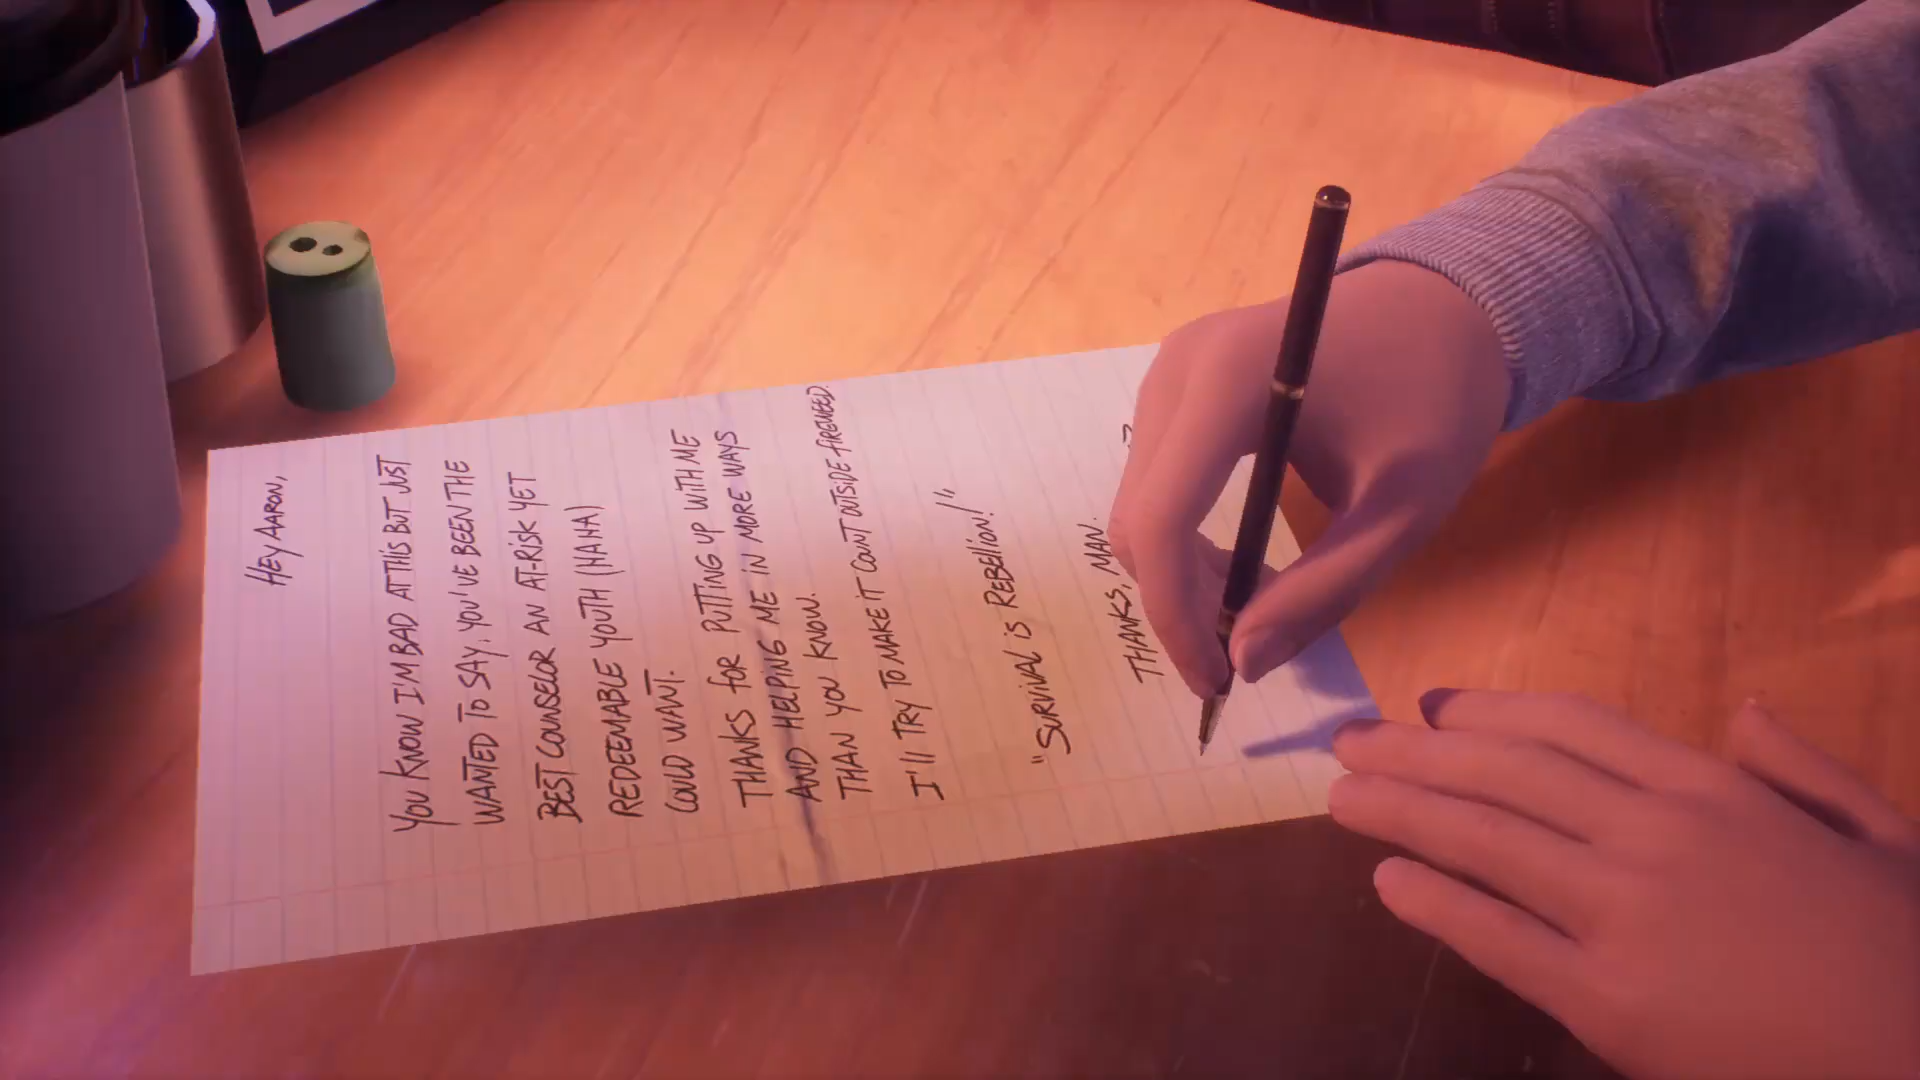 HEY AARON,
YOU KNOW I'M BAD AT THIS BUT JUST
WANTED TO SAY, YOU'VE BEEN THE
BEST COUNSELOR AN AT-RISK YET
REDEEMABLE YOUTH (HAHA)
COULD WANT.
THANKS FOR PUTTING UP WITH ME
AND HELPING ME IN MORE WAYS
THAN YOU KNOW.
I'll TRY TO MAKE IT COUNT OUTSIDE FIREWEED.
"SURVIVAL iS REBELLION!"
THANKS, MAN.